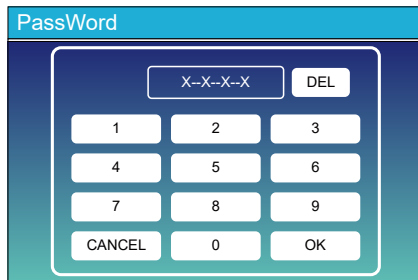 PassWord
X--X--X--X DEL
1 2 3
4 5 6
7 8 9
CANCEL 0 OK